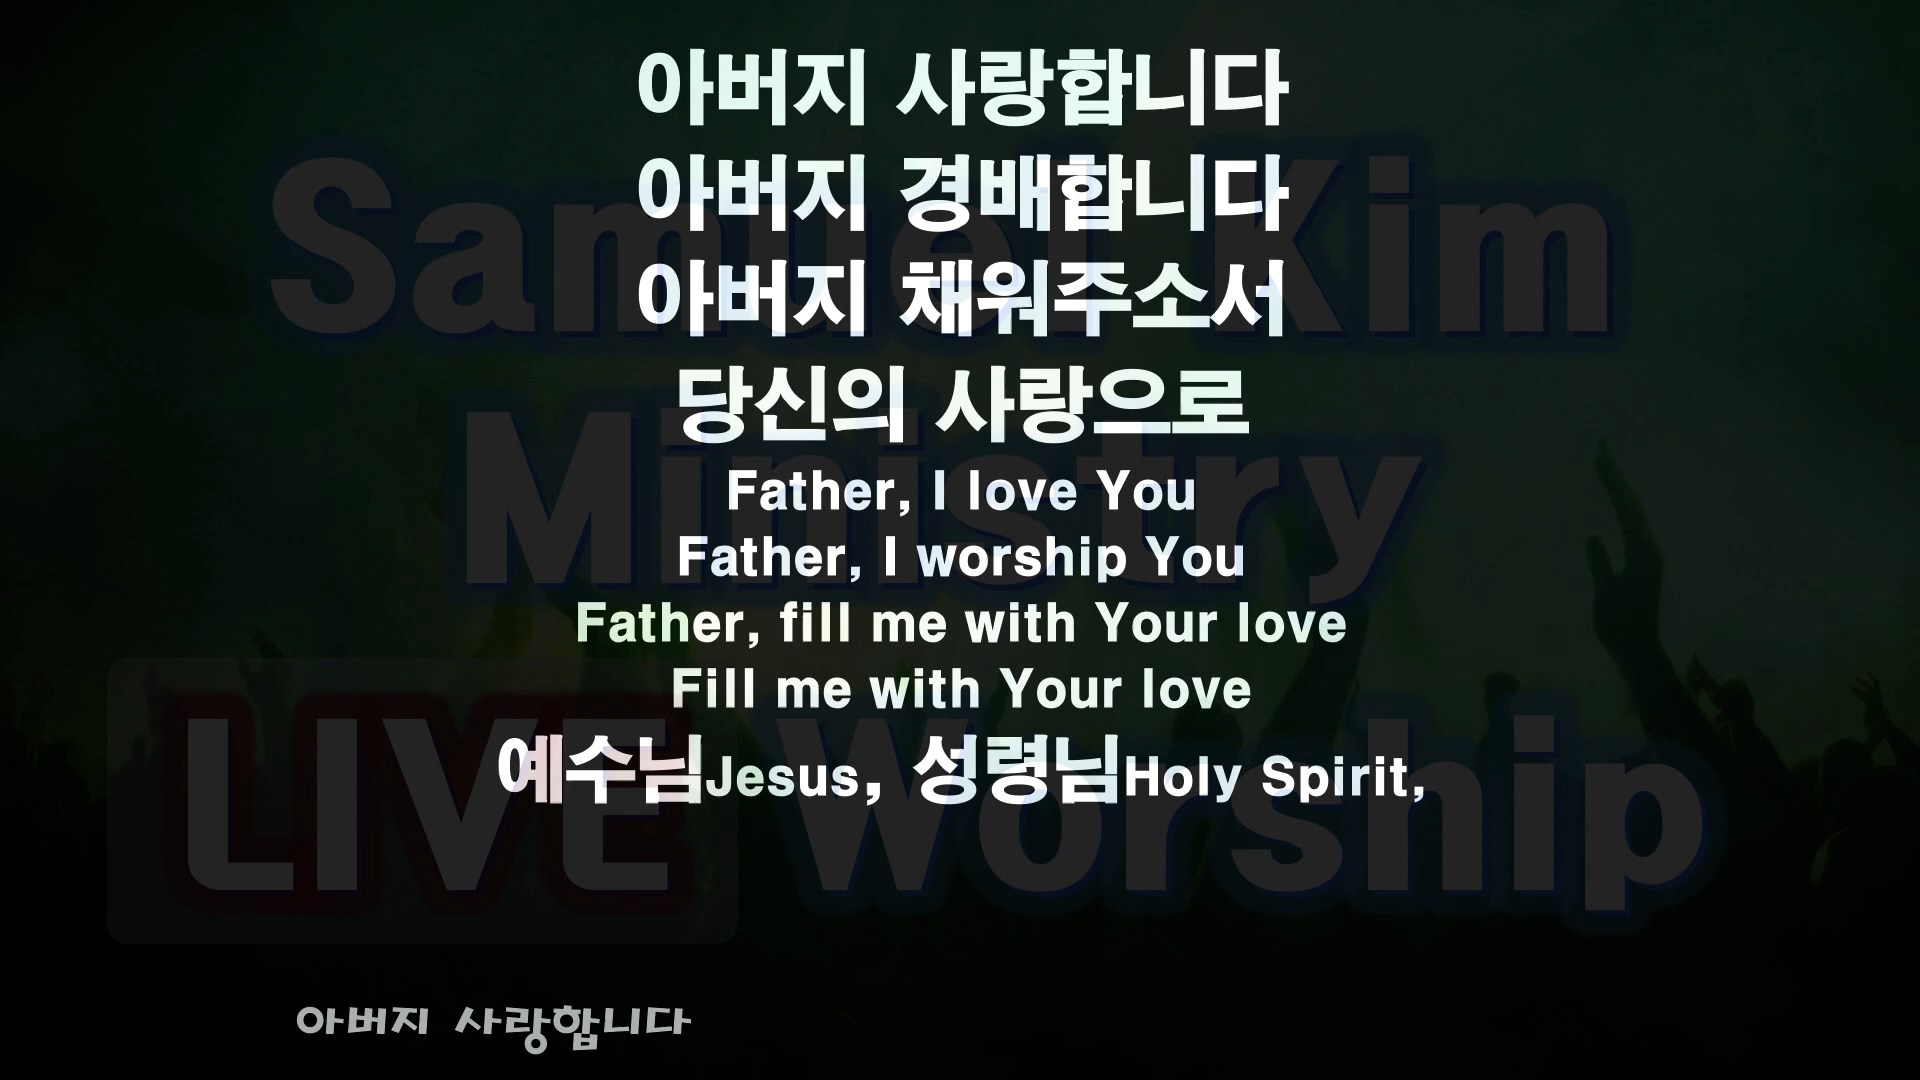 아버지 사랑합니다
아버지 경배합니다
아버지 채워주소서
당신의 사랑으로
Father, I love You
Father, I worship You
Father, fill me with Your love
Fill me with Your love
예수님Jesus, 성령님Holy Spirit,
Samuel Kim
Ministry
LIVE Worship
아버지 사랑합니다